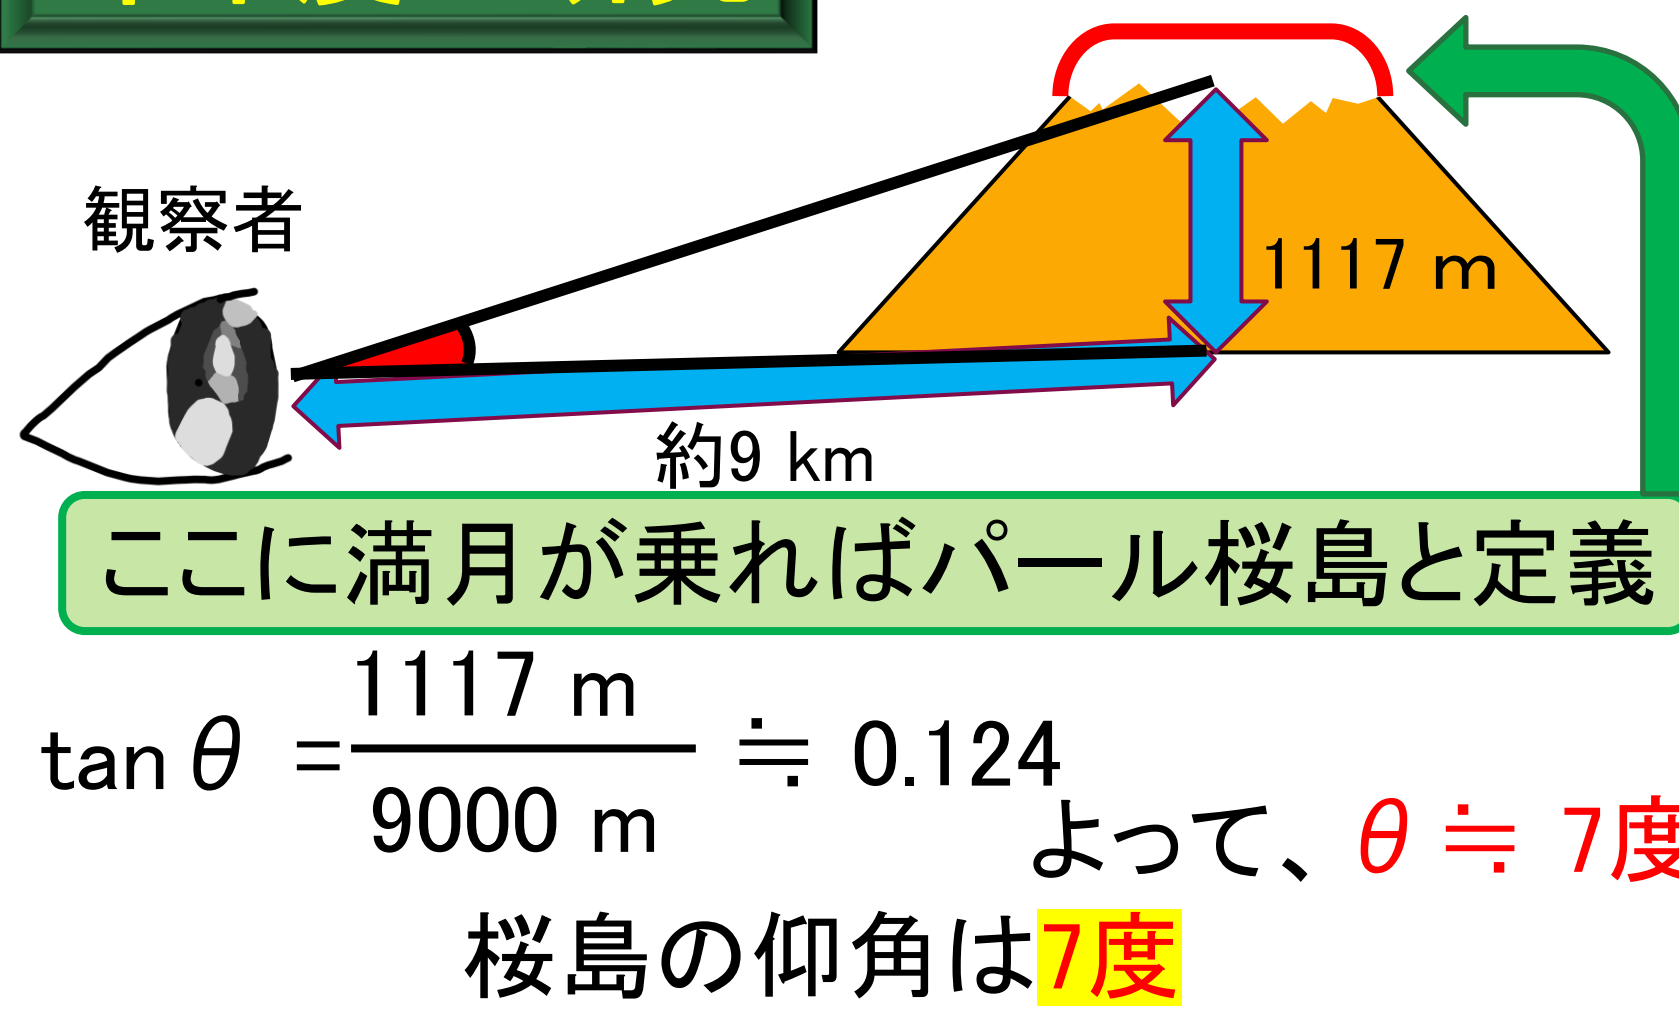 観察者
1117 m
約9 km
ここに満月が乗ればパール桜島と定義
tan θ = 1117 m / 9000 m ≒ 0.124
よって、θ ≒ 7度
桜島の仰角は7度